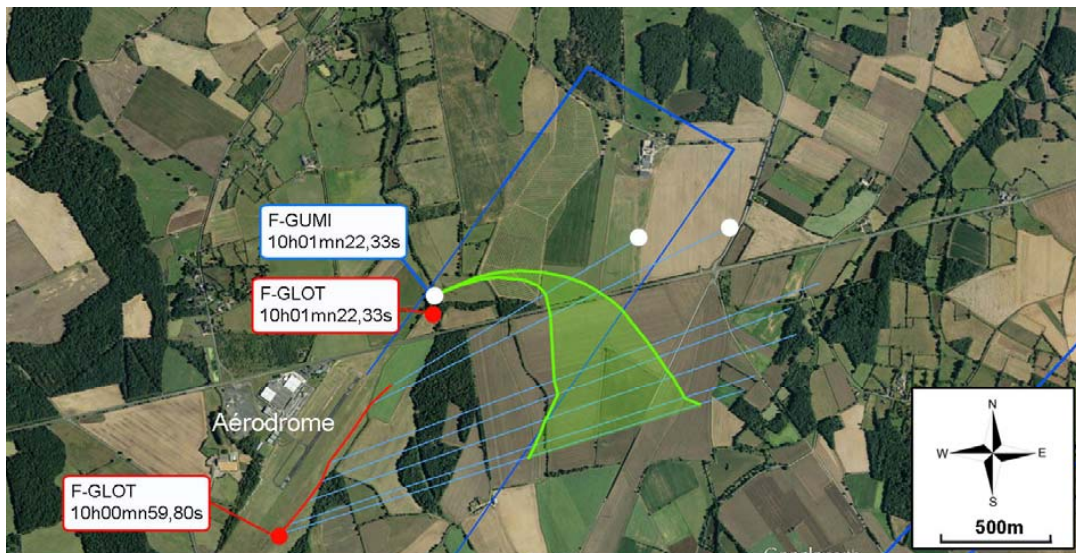 F-GUMI
10h01mn22,33s
F-GLOT
10h01mn22,33s
Aérodrome
F-GLOT
10h00mn59,80s
N
W
E
S
500m